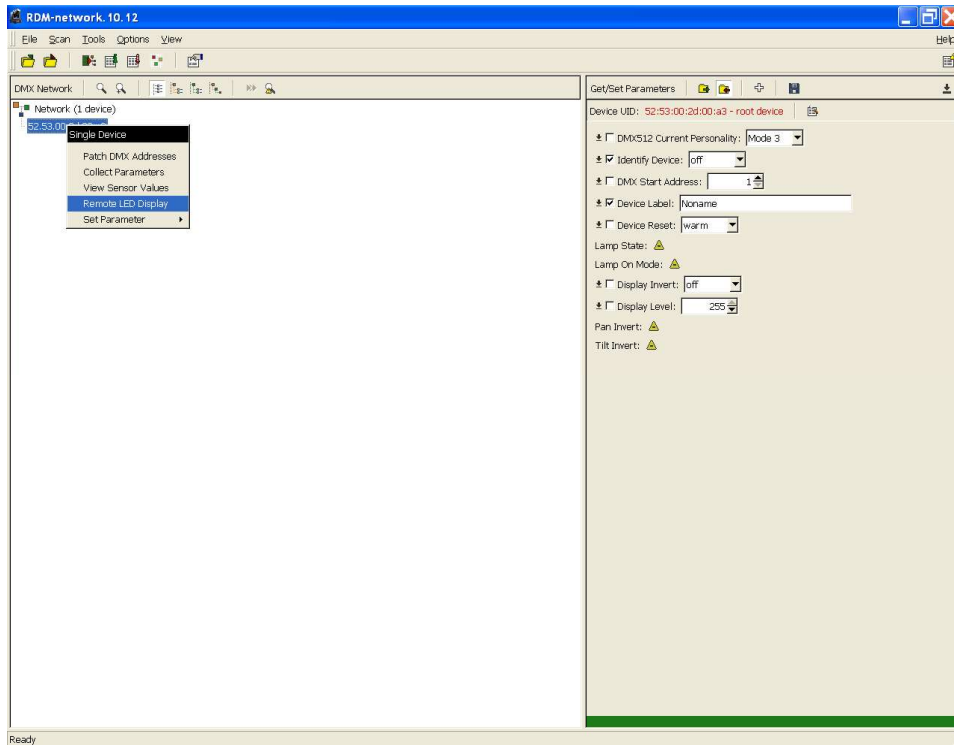 RDM-network.10.12
File Scan Tools Options View Help
DMX Network
Get/Set Parameters
Network (1 device)
Device UID: 52:53:00:2d:00:a3 - root device
52.53.00
Single Device
Patch DMX Addresses
Collect Parameters
View Sensor Values
Remote LED Display
Set Parameter
DMX512 Current Personality: Mode 3
Identify Device: off
DMX Start Address: 1
Device Label: Noname
Device Reset: warm
Lamp State:
Lamp On Mode:
Display Invert: off
Display Level: 255
Pan Invert:
Tilt Invert:
Ready